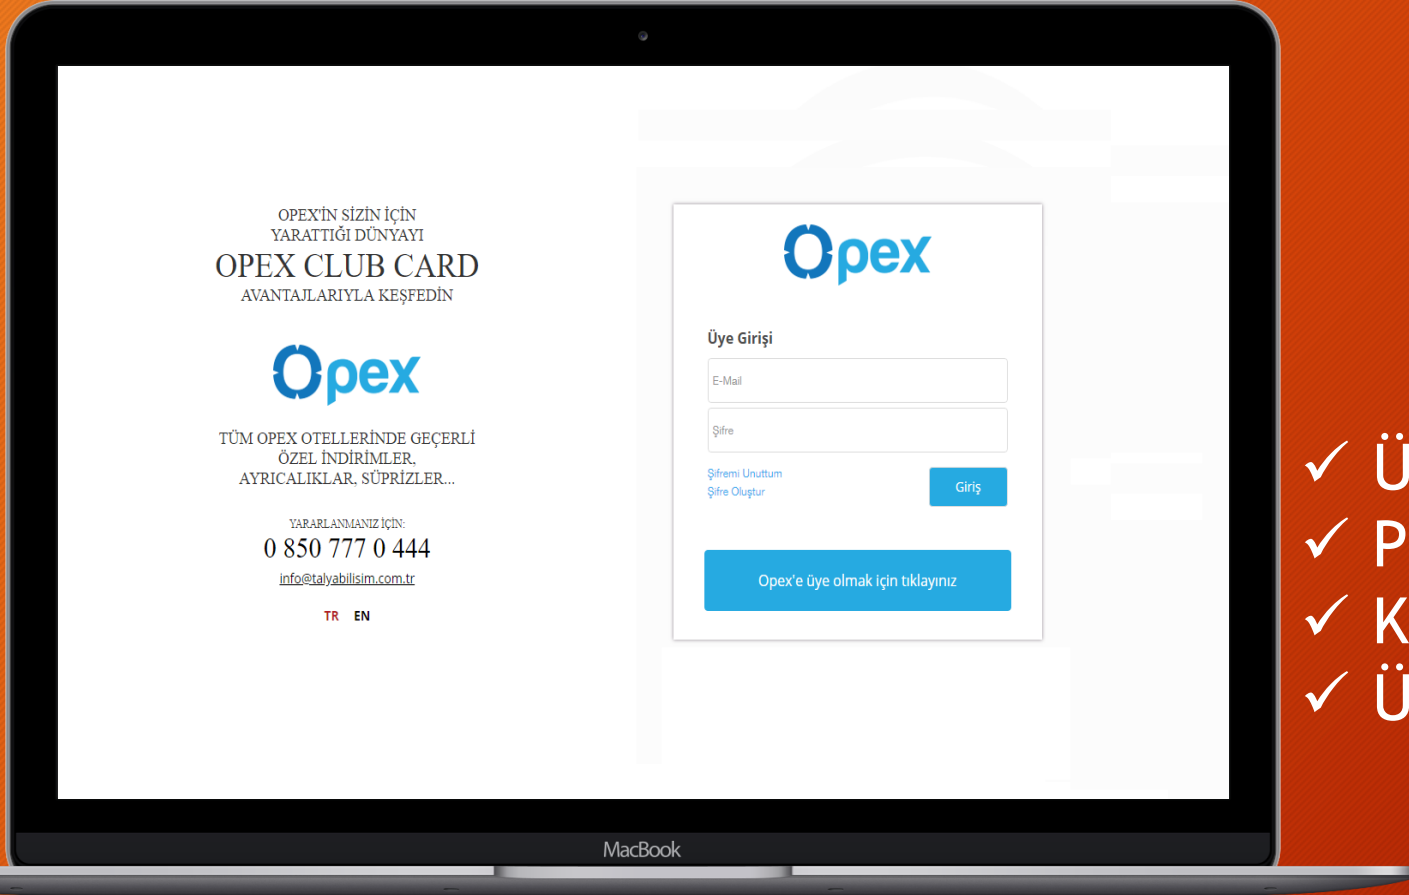 OPEX'İN SİZİN İÇİN
YARATTIĞI DÜNYAYI
OPEX CLUB CARD
AVANTAJLARIYLA KEŞFEDİN
Opex
TÜM OPEX OTELLERİNDE GEÇERLİ
ÖZEL İNDİRİMLER,
AYRICALIKLAR, SÜPRİZLER...
YARARLANMANIZ İÇİN:
0 850 777 0 444
info@talyabilisim.com.tr
TR EN
Opex
Üye Girişi
E-Mail
Şifre
Şifremi Unuttum
Şifre Oluştur
Giriş
Opex'e üye olmak için tıklayınız
MacBook
✓ Ü
✓ P
✓ K
✓ Ü